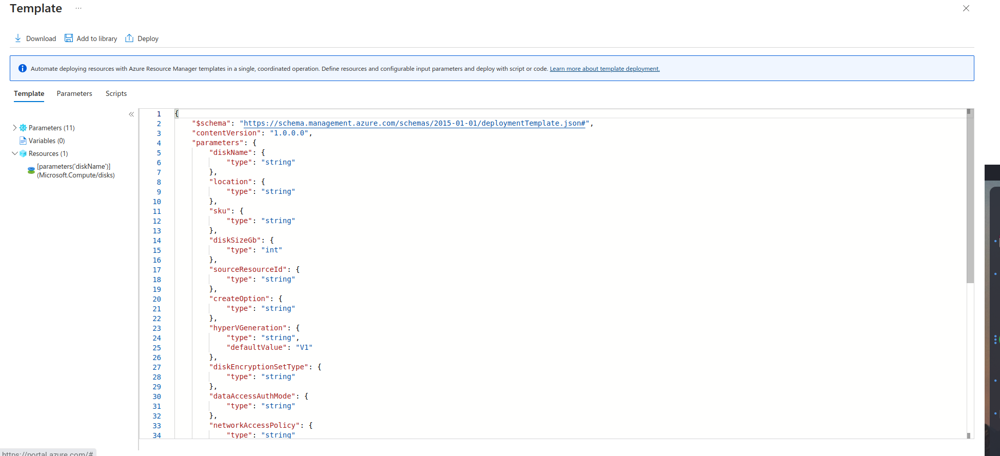 Template ...
Download Add to library Deploy
Automate deploying resources with Azure Resource Manager templates in a single, coordinated operation. Define resources and configurable input parameters and deploy with script or code. Learn more about template deployment.
Template Parameters Scripts
«
Parameters (11)
Variables (0)
Resources (1)
[parameters('diskName')]
(Microsoft.Compute/disks)
1 {
2 "$schema": "https://schema.management.azure.com/schemas/2015-01-01/deploymentTemplate.json#",
3 "contentVersion": "1.0.0.0",
4 "parameters": {
5 "diskName": {
6 "type": "string"
7 },
8 "location": {
9 "type": "string"
10 },
11 "sku": {
12 "type": "string"
13 },
14 "diskSizeGb": {
15 "type": "int"
16 },
17 "sourceResourceId": {
18 "type": "string"
19 },
20 "createOption": {
21 "type": "string"
22 },
23 "hyperVGeneration": {
24 "type": "string",
25 "defaultValue": "V1"
26 },
27 "diskEncryptionSetType": {
28 "type": "string"
29 },
30 "dataAccessAuthMode": {
31 "type": "string"
32 },
33 "networkAccessPolicy": {
34 "type": "string"
https://portal.azure.com/#